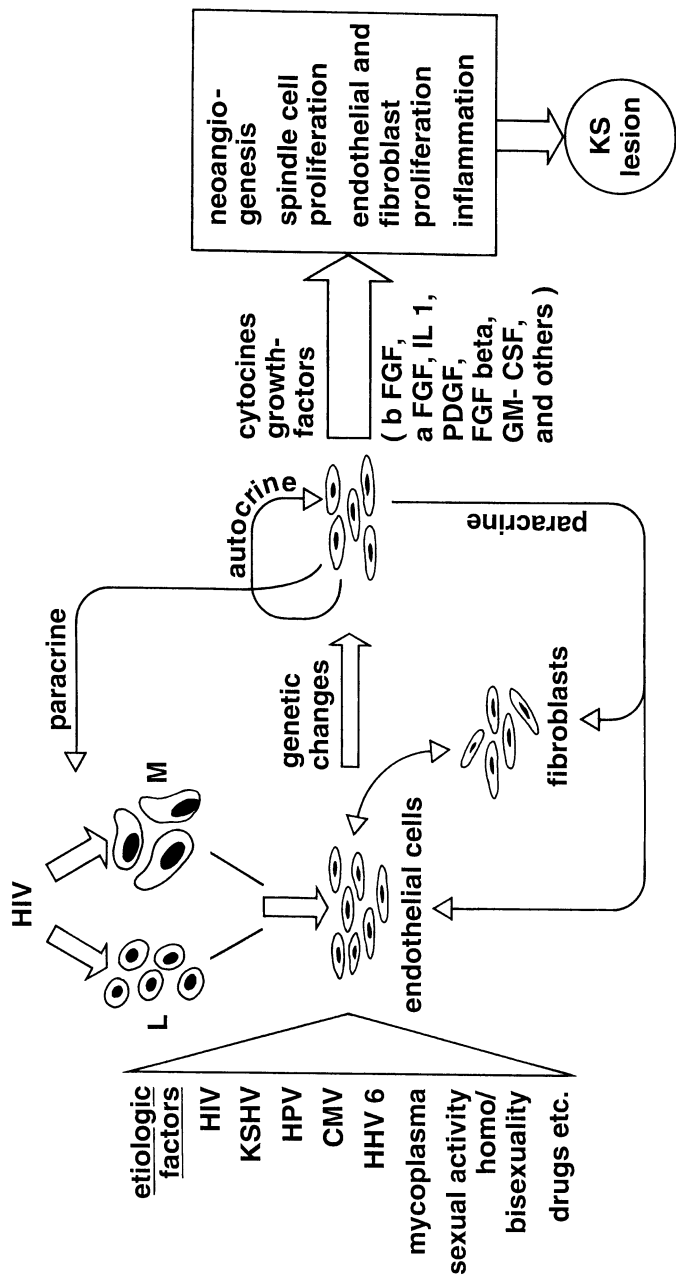 HIV
L
M
paracrine
etiologic
factors
HIV
KSHV
HPV
CMV
HHV 6
mycoplasma
sexual activity
homo/
bisexuality
drugs etc.
endothelial cells
genetic
changes
fibroblasts
autocrine
paracrine
cytocines
growth-
factors
( b FGF,
a FGF, IL 1,
PDGF,
FGF beta,
GM- CSF,
and others )
neoangio-
genesis
spindle cell
proliferation
endothelial and
fibroblast
proliferation
inflammation
KS
lesion